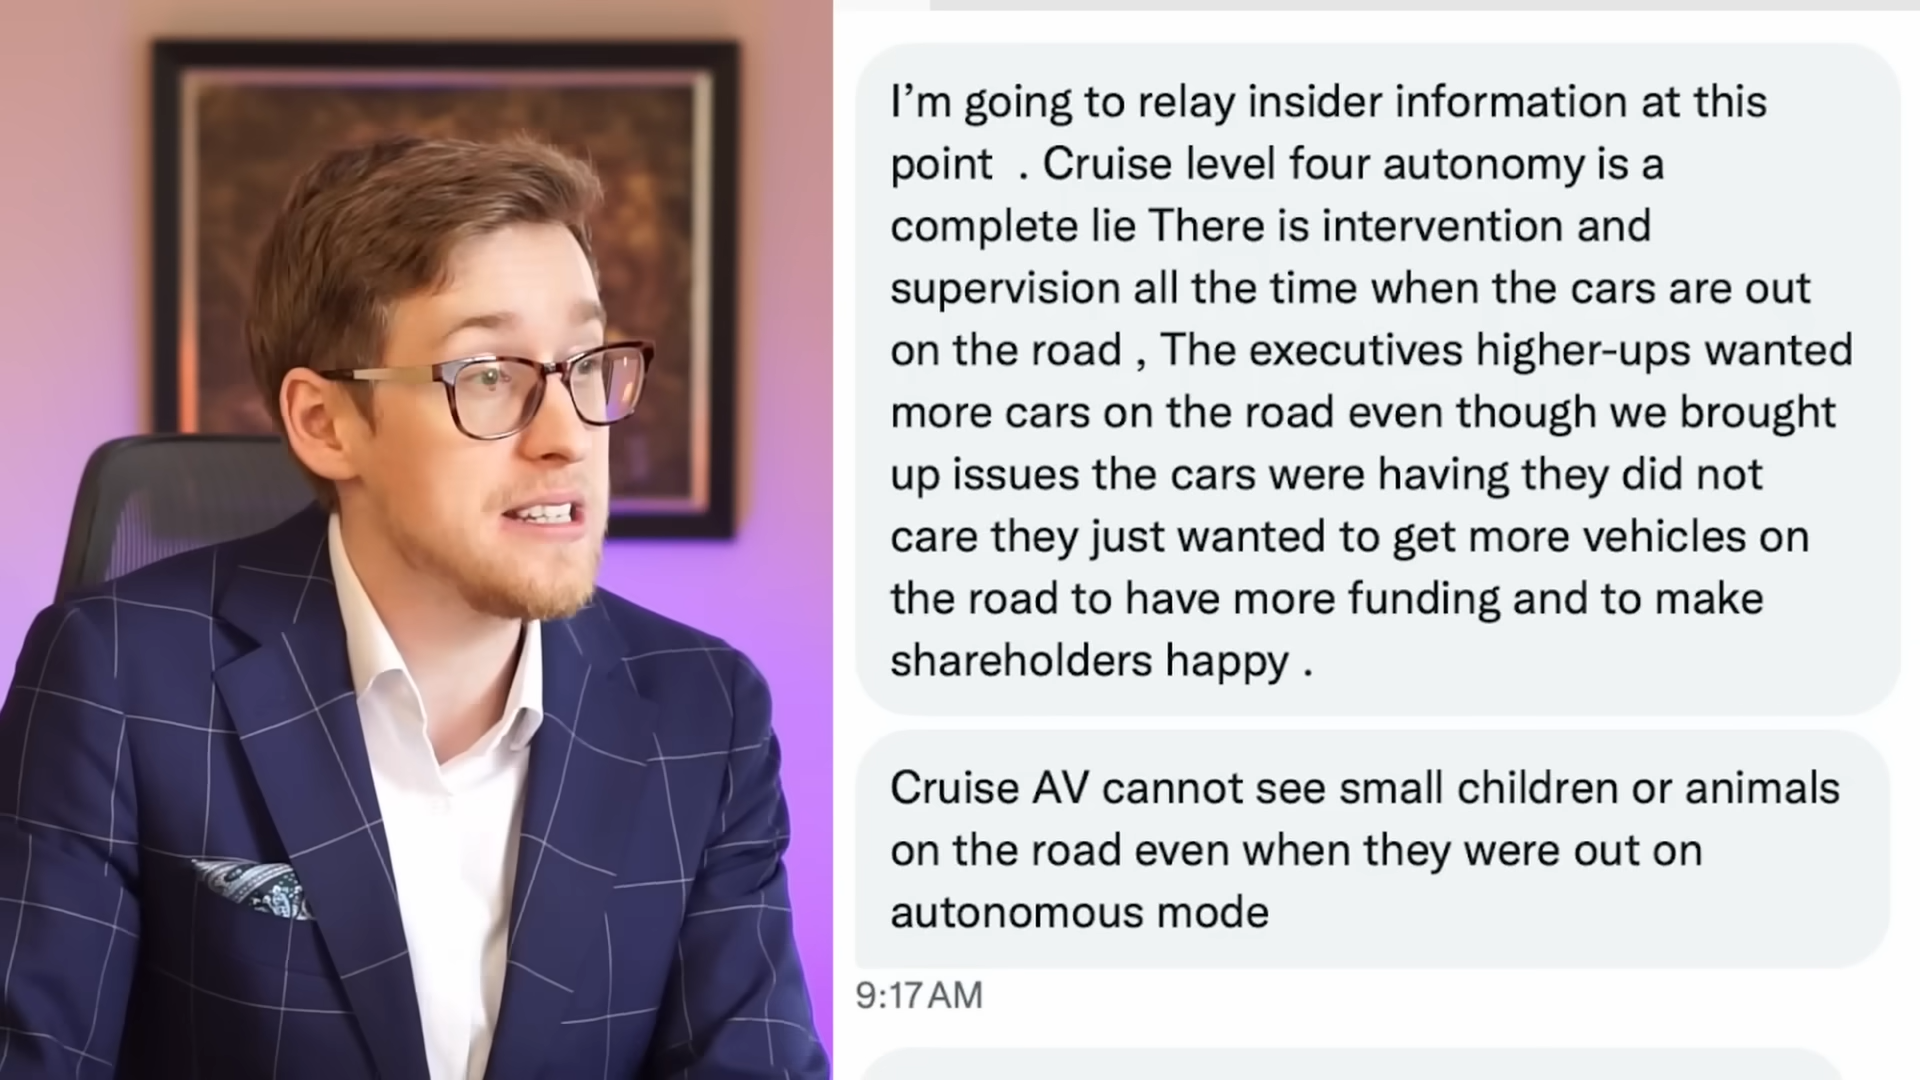 I’m going to relay insider information at this
point  . Cruise level four autonomy is a
complete lie There is intervention and
supervision all the time when the cars are out
on the road , The executives higher-ups wanted
more cars on the road even though we brought
up issues the cars were having they did not
care they just wanted to get more vehicles on
the road to have more funding and to make
shareholders happy .
Cruise AV cannot see small children or animals
on the road even when they were out on
autonomous mode
9:17 AM